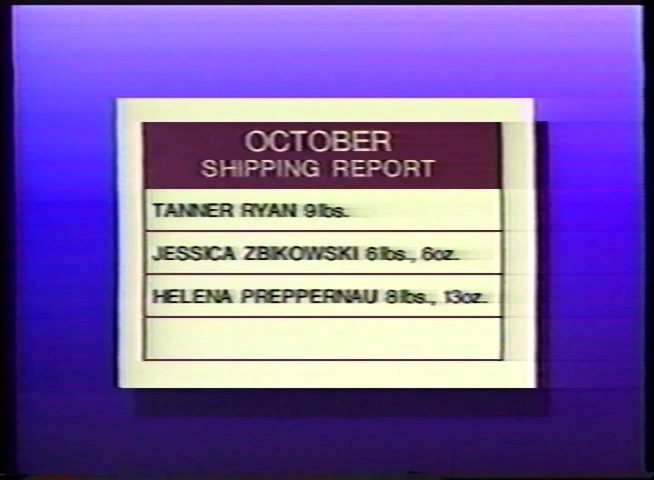 OCTOBER
SHIPPING REPORT
TANNER RYAN 9lbs.
JESSICA ZBIKOWSKI 6lbs., 6oz.
HELENA PREPPERNAU 8lbs., 13oz.